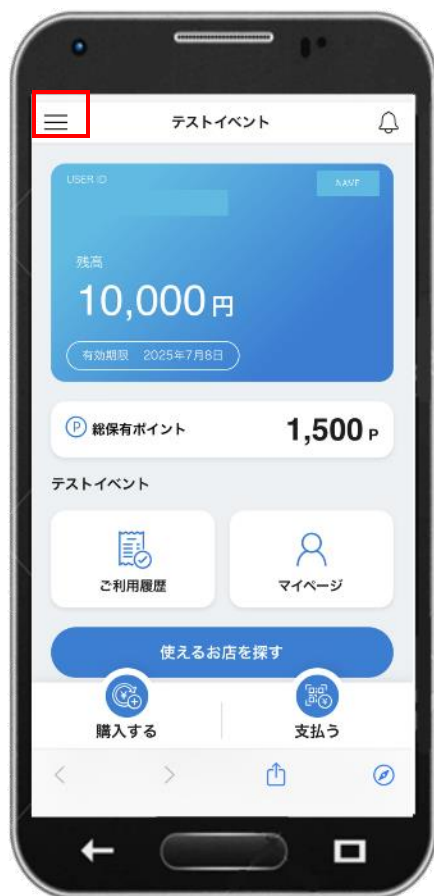 テストイベント
USER ID
NAME
残高
10,000 円
有効期限 2025年7月8日
P 総保有ポイント 1,500 P
テストイベント
ご利用履歴 マイページ
使えるお店を探す
購入する 支払う